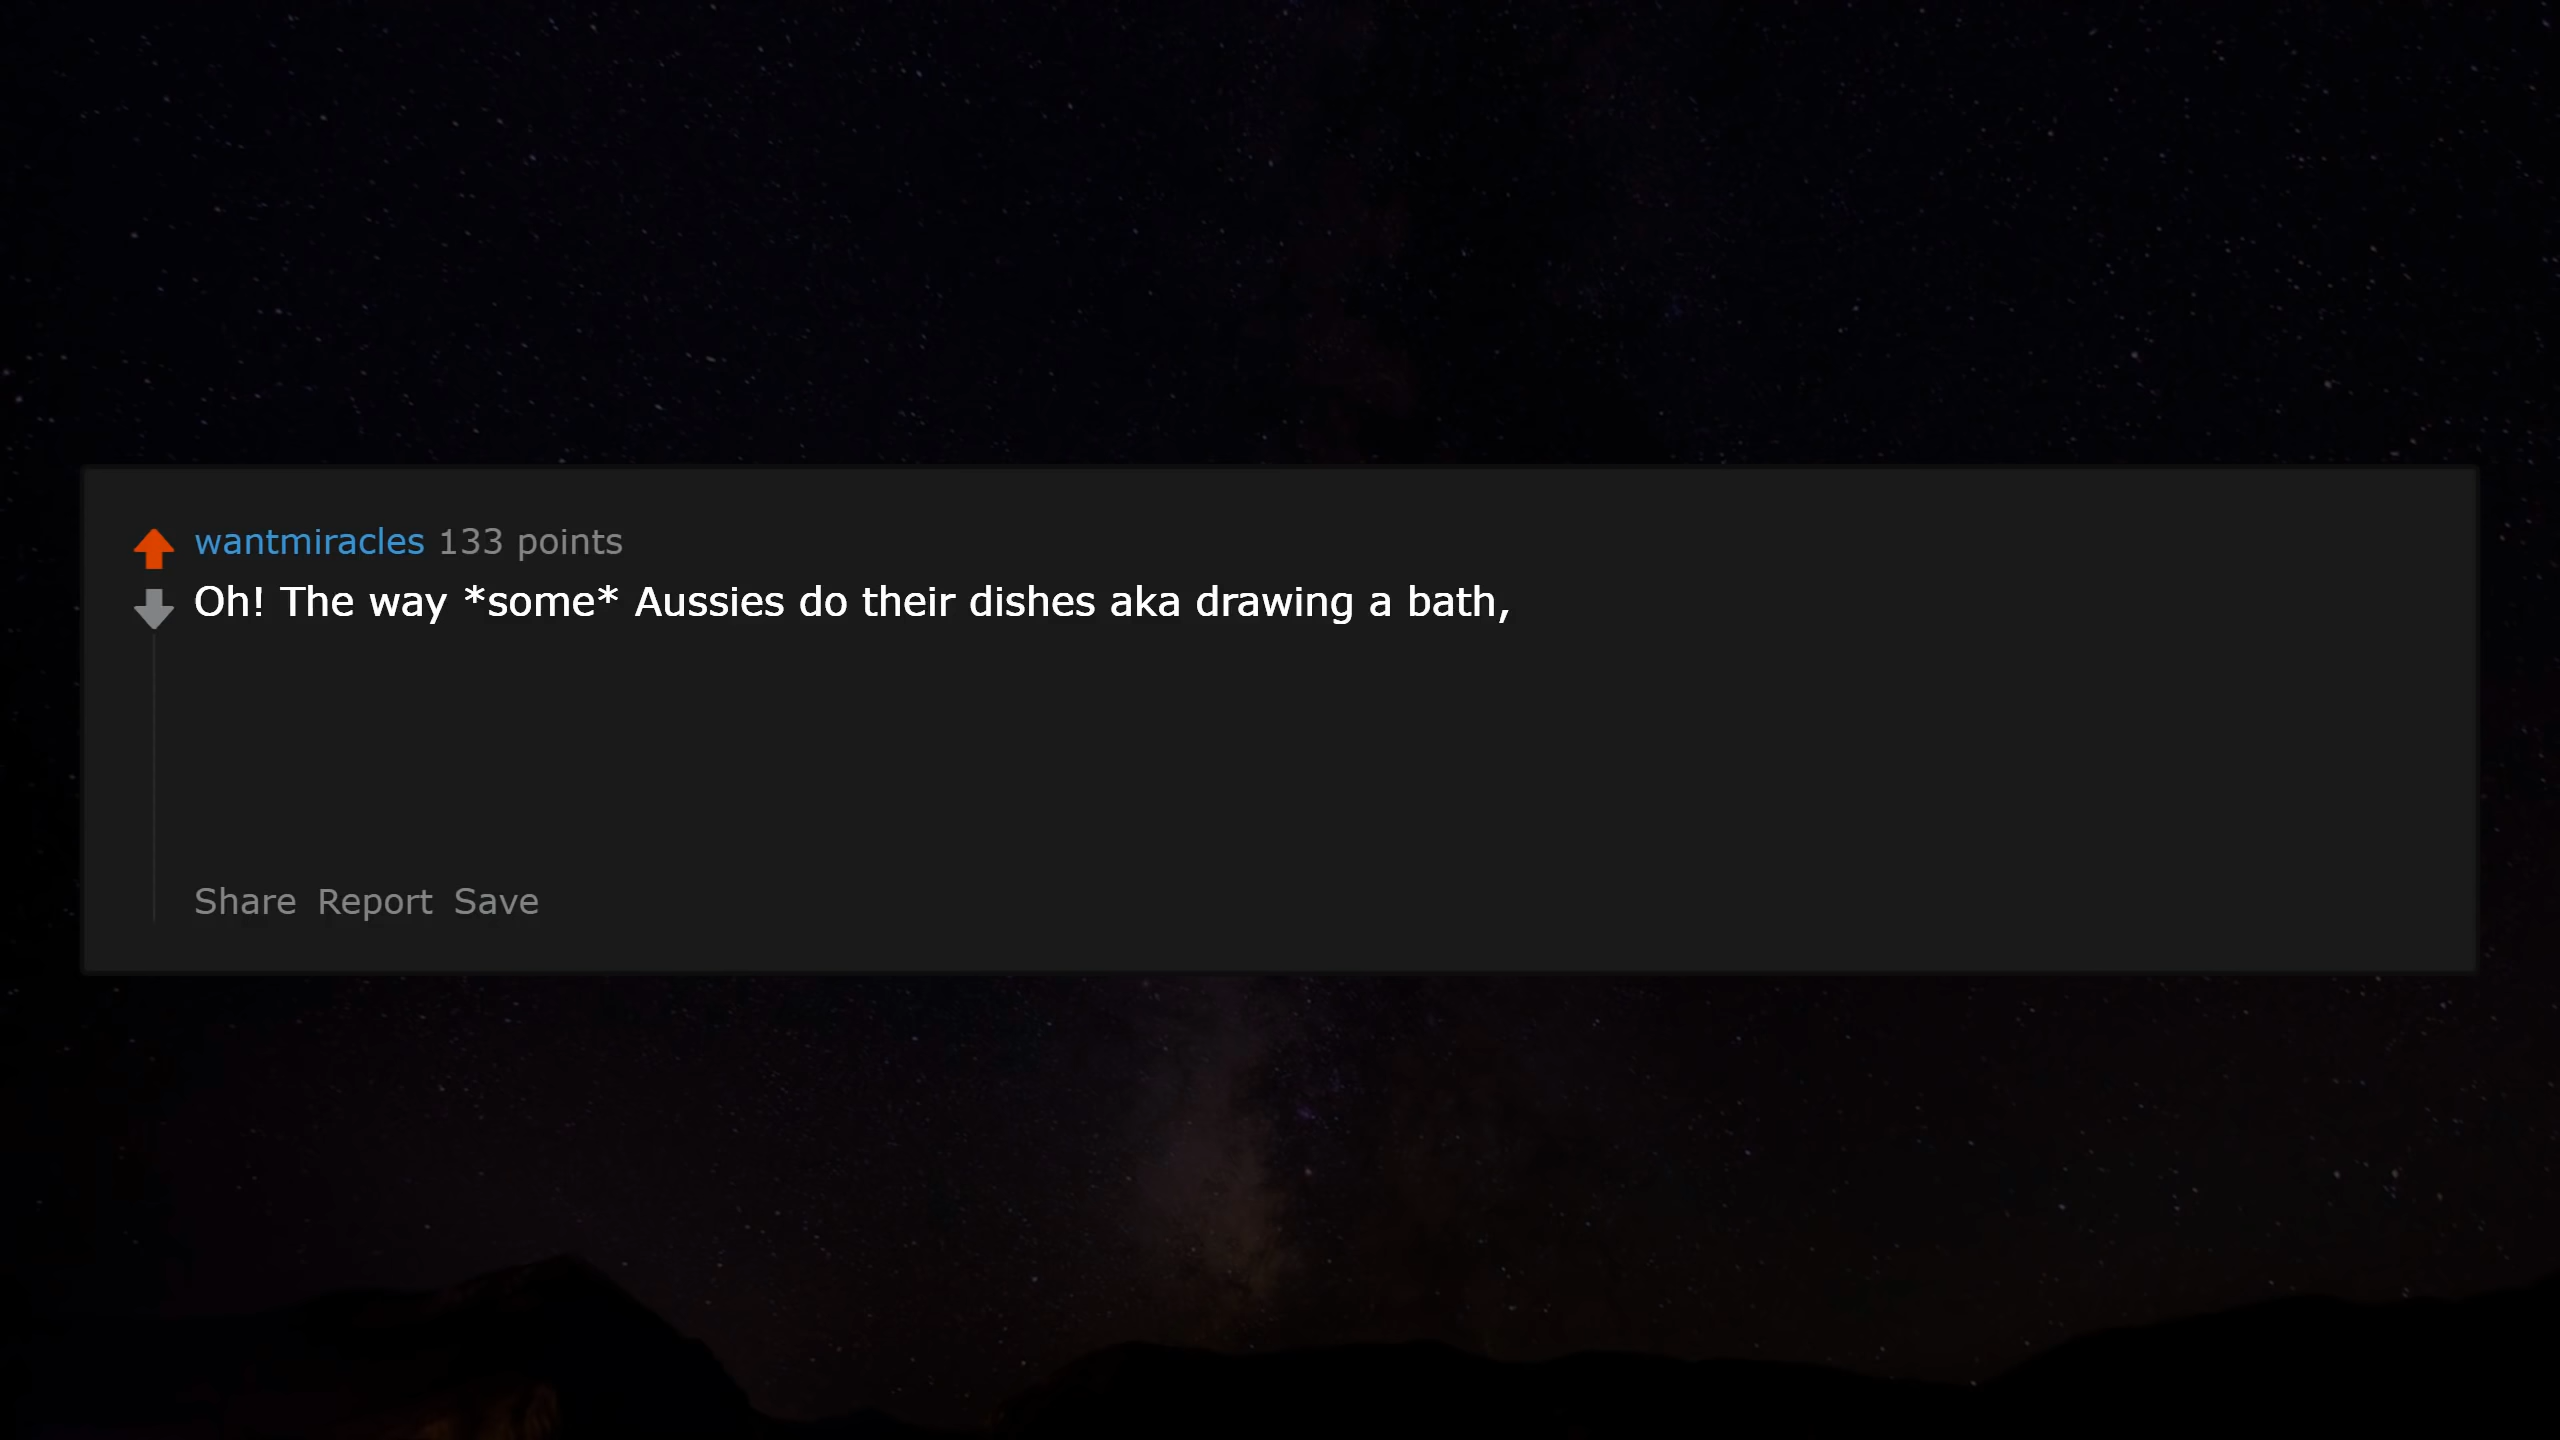 wantmiracles 133 points
Oh! The way *some* Aussies do their dishes aka drawing a bath,
Share Report Save